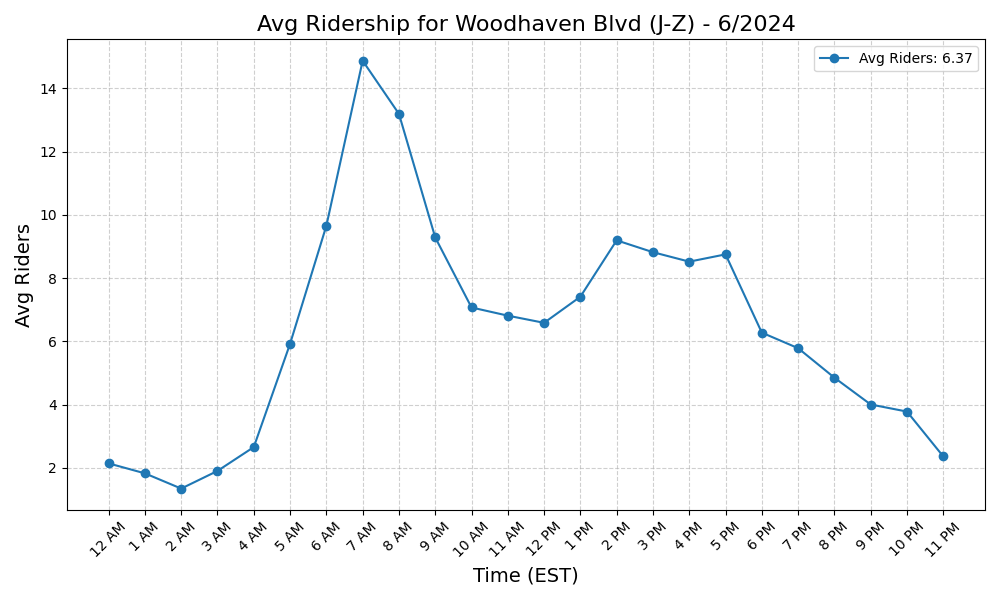 Avg Ridership for Woodhaven Blvd (J-Z) - 6/2024
Avg Riders: 6.37
Avg Riders
14
12
10
8
6
4
2
12 AM
1 AM
2 AM
3 AM
4 AM
5 AM
6 AM
7 AM
8 AM
9 AM
10 AM
11 AM
12 PM
1 PM
2 PM
3 PM
4 PM
5 PM
6 PM
7 PM
8 PM
9 PM
10 PM
11 PM
Time (EST)